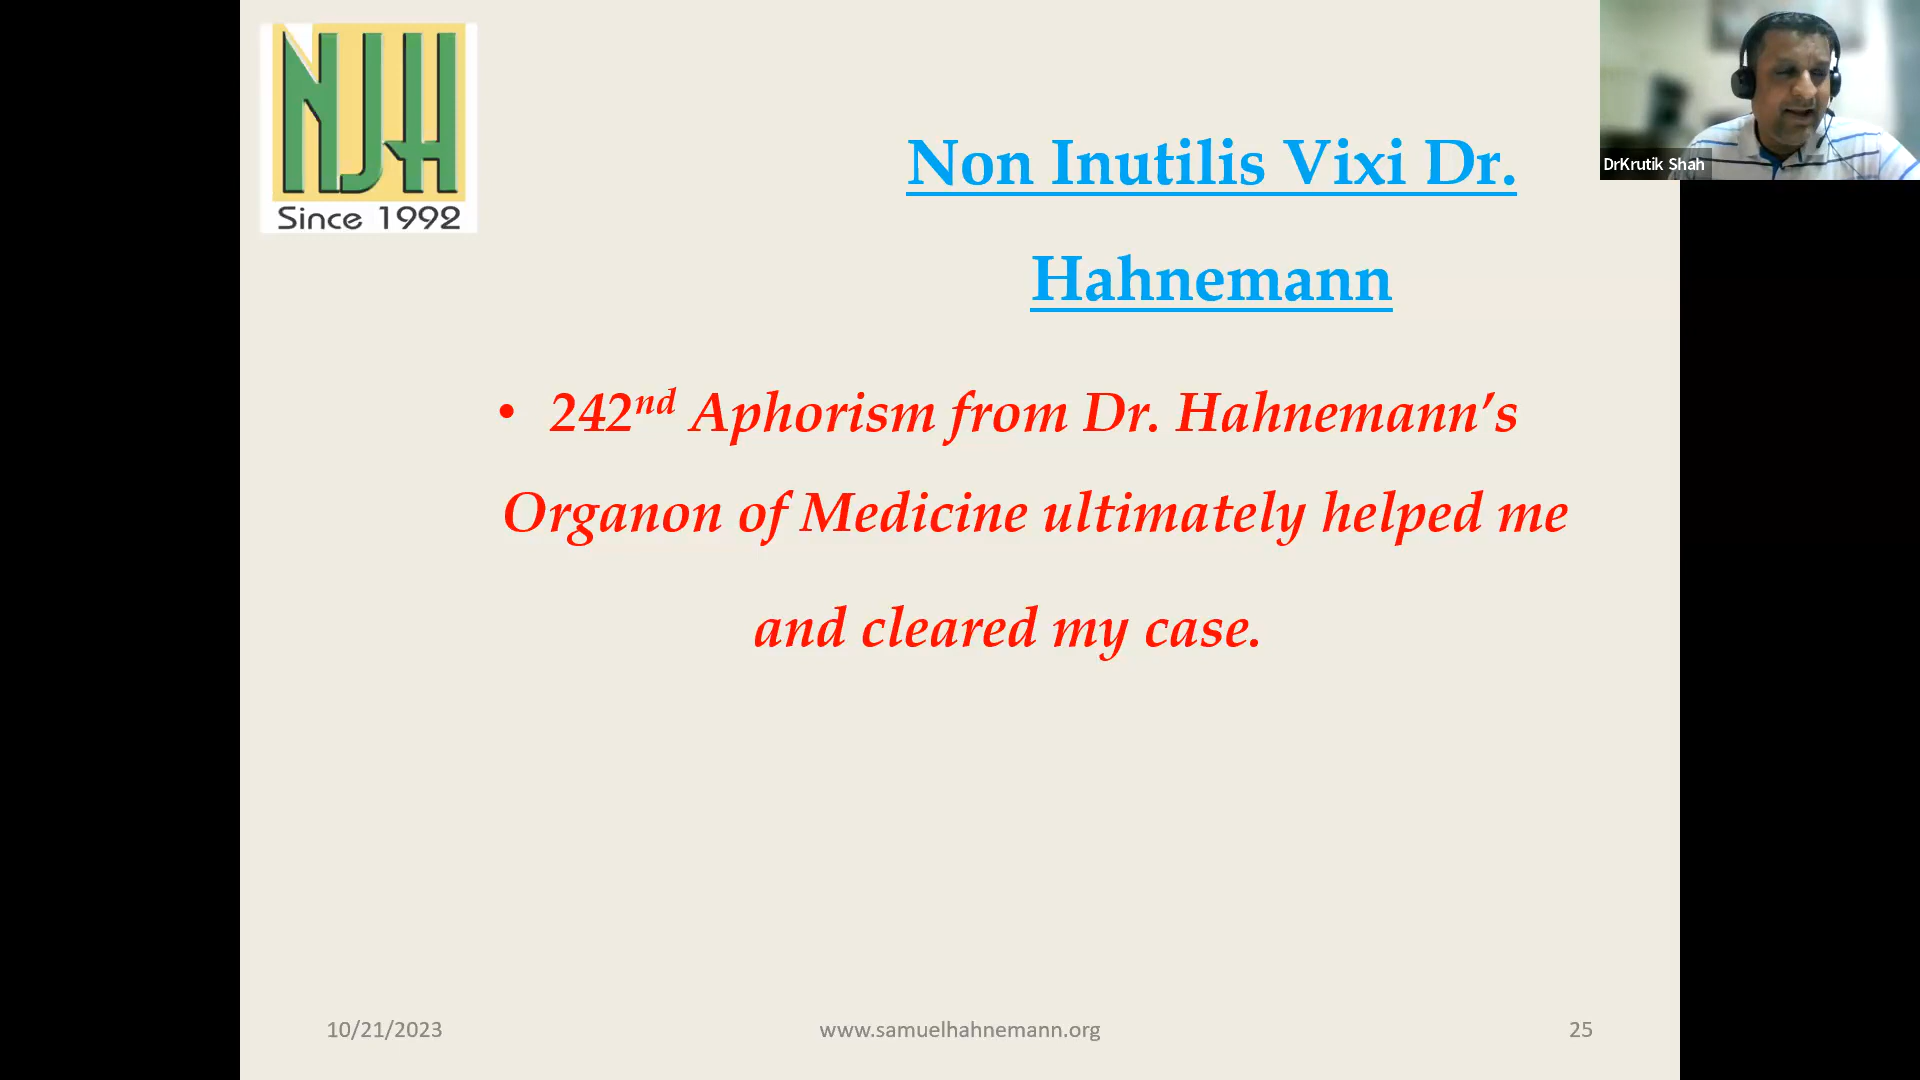 NJH
Since 1992
DrKrutik Shah
Non Inutilis Vixi Dr.
Hahnemann
• 242nd Aphorism from Dr. Hahnemann’s
Organon of Medicine ultimately helped me
and cleared my case.
10/21/2023
www.samuelhahnemann.org
25